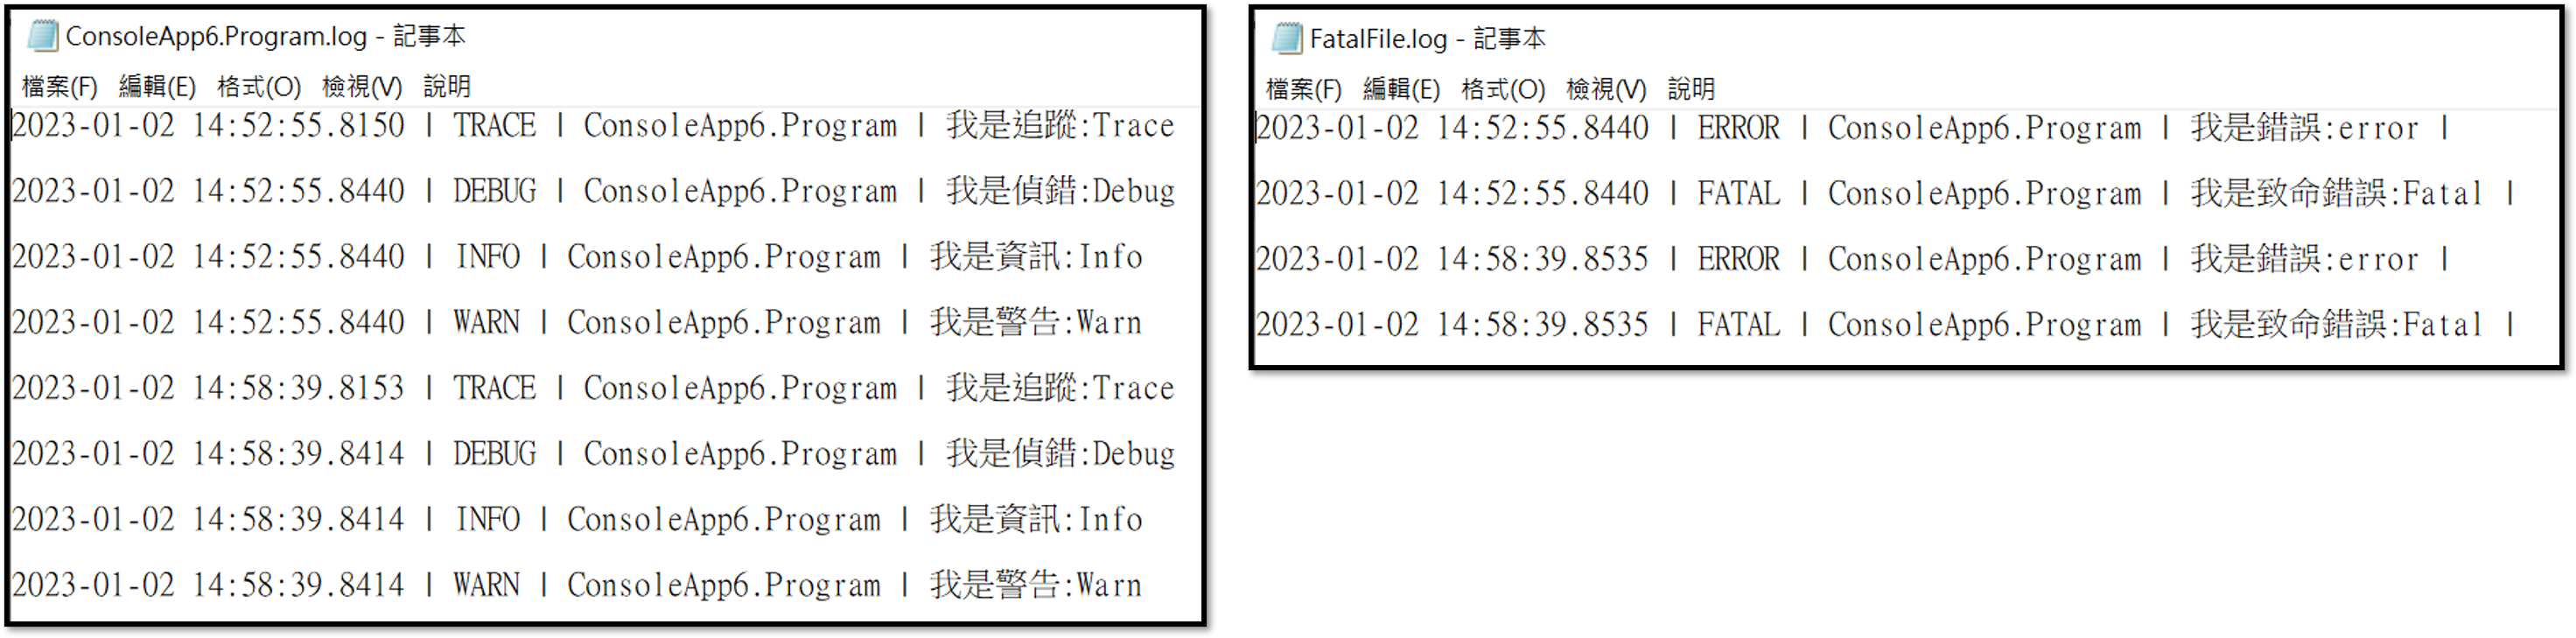 ConsoleApp6.Program.log - 記事本
檔案(F) 編輯(E) 格式(O) 檢視(V) 說明
2023-01-02 14:52:55.8150 | TRACE | ConsoleApp6.Program | 我是追蹤:Trace
2023-01-02 14:52:55.8440 | DEBUG | ConsoleApp6.Program | 我是偵錯:Debug
2023-01-02 14:52:55.8440 | INFO | ConsoleApp6.Program | 我是資訊:Info
2023-01-02 14:52:55.8440 | WARN | ConsoleApp6.Program | 我是警告:Warn
2023-01-02 14:58:39.8153 | TRACE | ConsoleApp6.Program | 我是追蹤:Trace
2023-01-02 14:58:39.8414 | DEBUG | ConsoleApp6.Program | 我是偵錯:Debug
2023-01-02 14:58:39.8414 | INFO | ConsoleApp6.Program | 我是資訊:Info
2023-01-02 14:58:39.8414 | WARN | ConsoleApp6.Program | 我是警告:Warn
FatalFile.log - 記事本
檔案(F) 編輯(E) 格式(O) 檢視(V) 說明
2023-01-02 14:52:55.8440 | ERROR | ConsoleApp6.Program | 我是錯誤:error |
2023-01-02 14:52:55.8440 | FATAL | ConsoleApp6.Program | 我是致命錯誤:Fatal |
2023-01-02 14:58:39.8535 | ERROR | ConsoleApp6.Program | 我是錯誤:error |
2023-01-02 14:58:39.8535 | FATAL | ConsoleApp6.Program | 我是致命錯誤:Fatal |